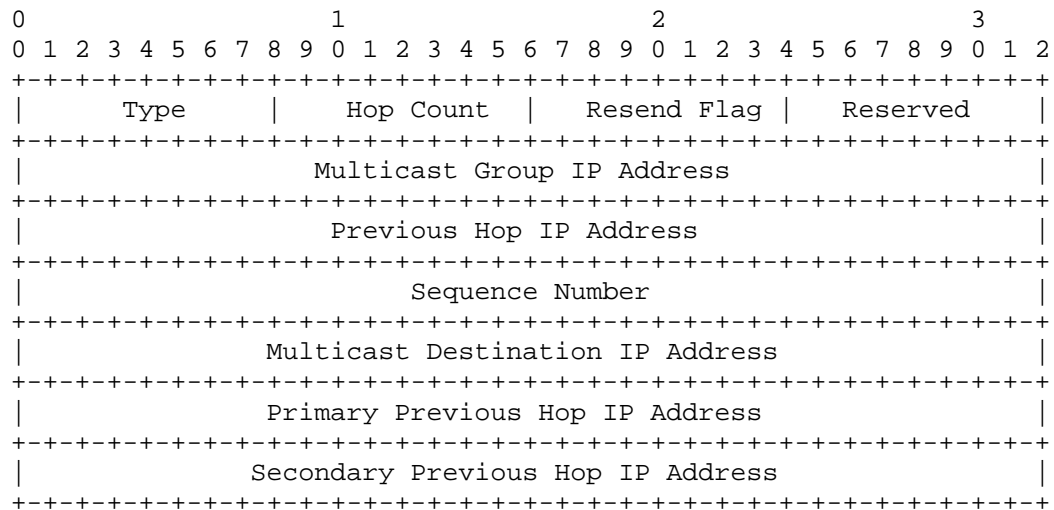 0                   1                   2                   3
0 1 2 3 4 5 6 7 8 9 0 1 2 3 4 5 6 7 8 9 0 1 2 3 4 5 6 7 8 9 0 1 2
+-+-+-+-+-+-+-+-+-+-+-+-+-+-+-+-+-+-+-+-+-+-+-+-+-+-+-+-+-+-+-+-+
|      Type     |    Hop Count  |   Resend Flag |   Reserved    |
+-+-+-+-+-+-+-+-+-+-+-+-+-+-+-+-+-+-+-+-+-+-+-+-+-+-+-+-+-+-+-+-+
|                  Multicast Group IP Address                   |
+-+-+-+-+-+-+-+-+-+-+-+-+-+-+-+-+-+-+-+-+-+-+-+-+-+-+-+-+-+-+-+-+
|                   Previous Hop IP Address                     |
+-+-+-+-+-+-+-+-+-+-+-+-+-+-+-+-+-+-+-+-+-+-+-+-+-+-+-+-+-+-+-+-+
|                        Sequence Number                        |
+-+-+-+-+-+-+-+-+-+-+-+-+-+-+-+-+-+-+-+-+-+-+-+-+-+-+-+-+-+-+-+-+
|               Multicast Destination IP Address                |
+-+-+-+-+-+-+-+-+-+-+-+-+-+-+-+-+-+-+-+-+-+-+-+-+-+-+-+-+-+-+-+-+
|               Primary Previous Hop IP Address                 |
+-+-+-+-+-+-+-+-+-+-+-+-+-+-+-+-+-+-+-+-+-+-+-+-+-+-+-+-+-+-+-+-+
|              Secondary Previous Hop IP Address                |
+-+-+-+-+-+-+-+-+-+-+-+-+-+-+-+-+-+-+-+-+-+-+-+-+-+-+-+-+-+-+-+-+